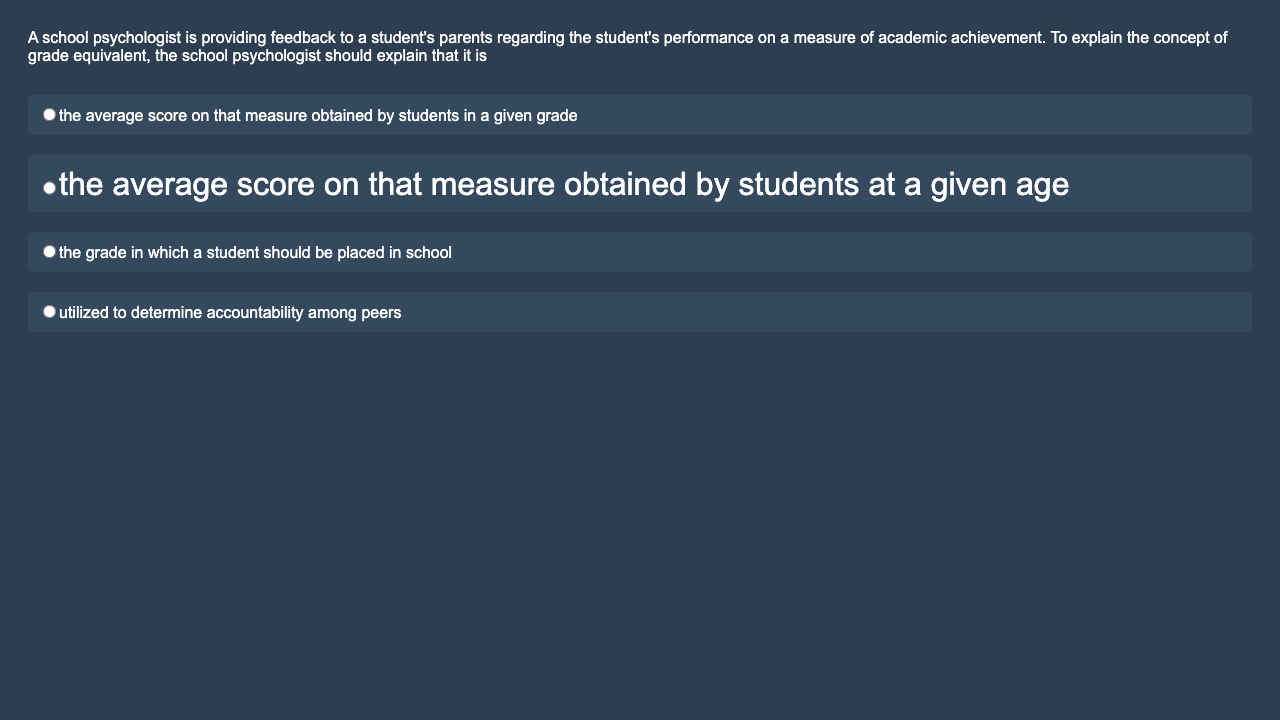 A school psychologist is providing feedback to a student's parents regarding the student's performance on a measure of academic achievement. To explain the concept of
grade equivalent, the school psychologist should explain that it is
the average score on that measure obtained by students in a given grade
the average score on that measure obtained by students at a given age
the grade in which a student should be placed in school
utilized to determine accountability among peers